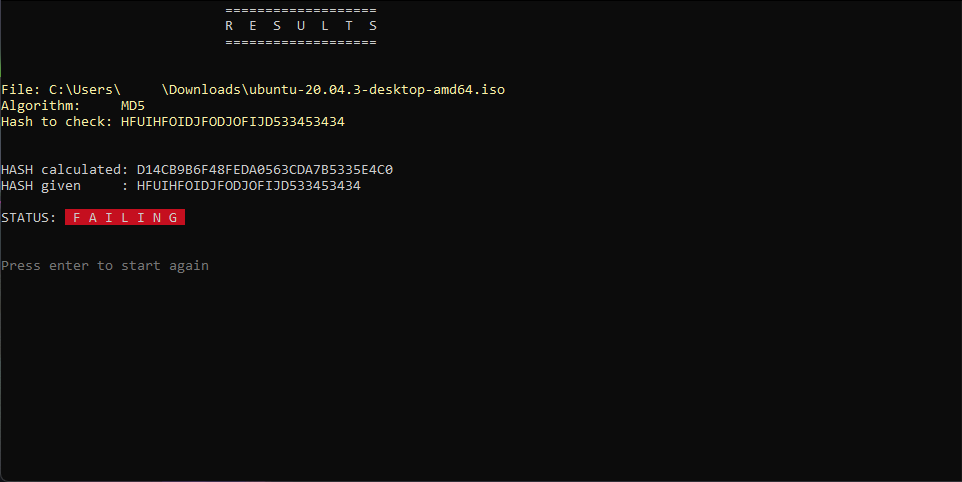 ===================
R E S U L T S
===================
File: C:\Users\     \Downloads\ubuntu-20.04.3-desktop-amd64.iso
Algorithm:     MD5
Hash to check: HFUIHFOIDJFODJOFIJD533453434
HASH calculated: D14CB9B6F48FEDA0563CDA7B5335E4C0
HASH given     : HFUIHFOIDJFODJOFIJD533453434
STATUS: F A I L I N G
Press enter to start again